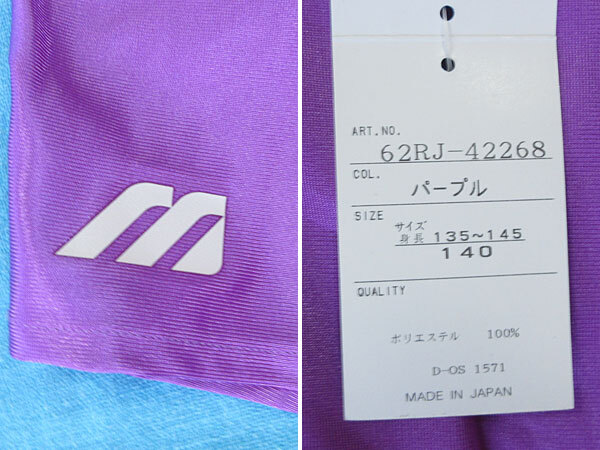 ART.NO.
62RJ-42268
COL.
パープル
SIZE
サイズ
身長 135~145
140
QUALITY
ポリエステル 100%
D-OS 1571
MADE IN JAPAN